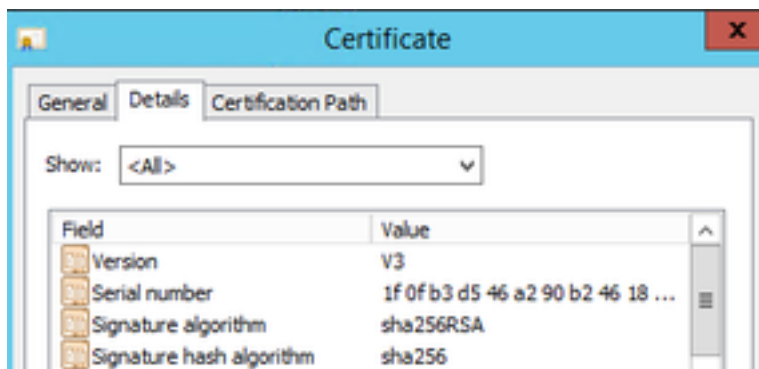 Certificate
x
General Details Certification Path
Show: <All>
Field Value
Version V3
Serial number 1f 0f b3 d5 46 a2 90 b2 46 18 ...
Signature algorithm sha256RSA
Signature hash algorithm sha256